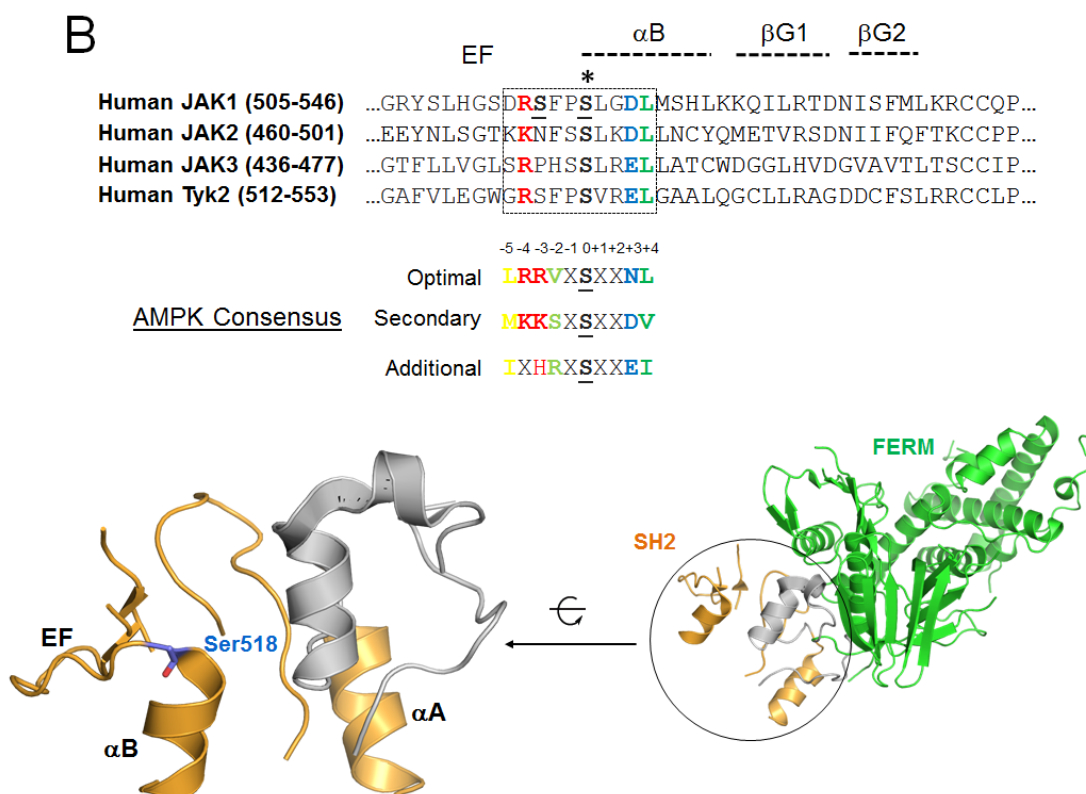 B
EF αB βG1 βG2
*
Human JAK1 (505-546) ...GRYSLHGSDRSFPSLGDLMSHLKKQILRTDNISFMLKRCCQP...
Human JAK2 (460-501) ...EEYNLSGTKKNFSSLKDLLNCYQMETVRSDNIIFQFTKCCPP...
Human JAK3 (436-477) ...GTFLLVGLSRPHSSLRELLATCWDGGLHVDGVAVTLTSCCIP...
Human Tyk2 (512-553) ...GAFVLEGWGRSFPSVRELGAALQGCLLRAGDDCFSLRRCCLP...
-5 -4 -3-2-1 0+1+2+3+4
Optimal LRRVXSXXNL
AMPK Consensus Secondary MKKSXSXXDV
Additional IXHRXSXXEI
FERM
SH2
EF Ser518
αB αA